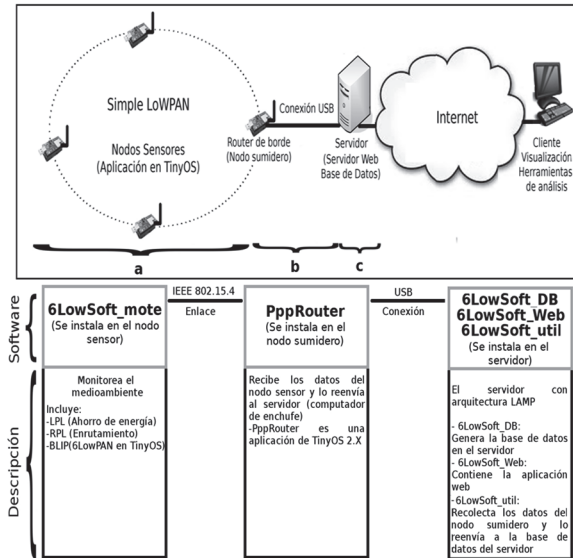 Simple LoWPAN
Nodos Sensores
(Aplicación en TinyOS)
Router de borde
(Nodo sumidero)
Conexión USB
Servidor
(Servidor Web
Base de Datos)
Internet
Cliente
Visualización
Herramientas
de análisis
a
b
c
Software
6LowSoft_mote
(Se instala en el nodo
sensor)
IEEE 802.15.4
Enlace
PppRouter
(Se instala en el
nodo sumidero)
USB
Conexión
6LowSoft_DB
6LowSoft_Web
6LowSoft_util
(Se instala en el
servidor)
Descripción
Monitorea el
medioambiente
Incluye:
-LPL (Ahorro de energía)
-RPL (Enrutamiento)
-BLIP(6LowPAN en TinyOS)
Recibe los datos del
nodo sensor y lo reenvía
al servidor (computador
de enchufe)
-PppRouter es una
aplicación de TinyOS 2.X
El servidor con
arquitectura LAMP
- 6LowSoft_DB:
Genera la base de datos
en el servidor
- 6LowSoft_Web:
Contiene la aplicación
web
-6LowSoft_util:
Recolecta los datos del
nodo sumidero y lo
reenvía a la base de
datos del servidor